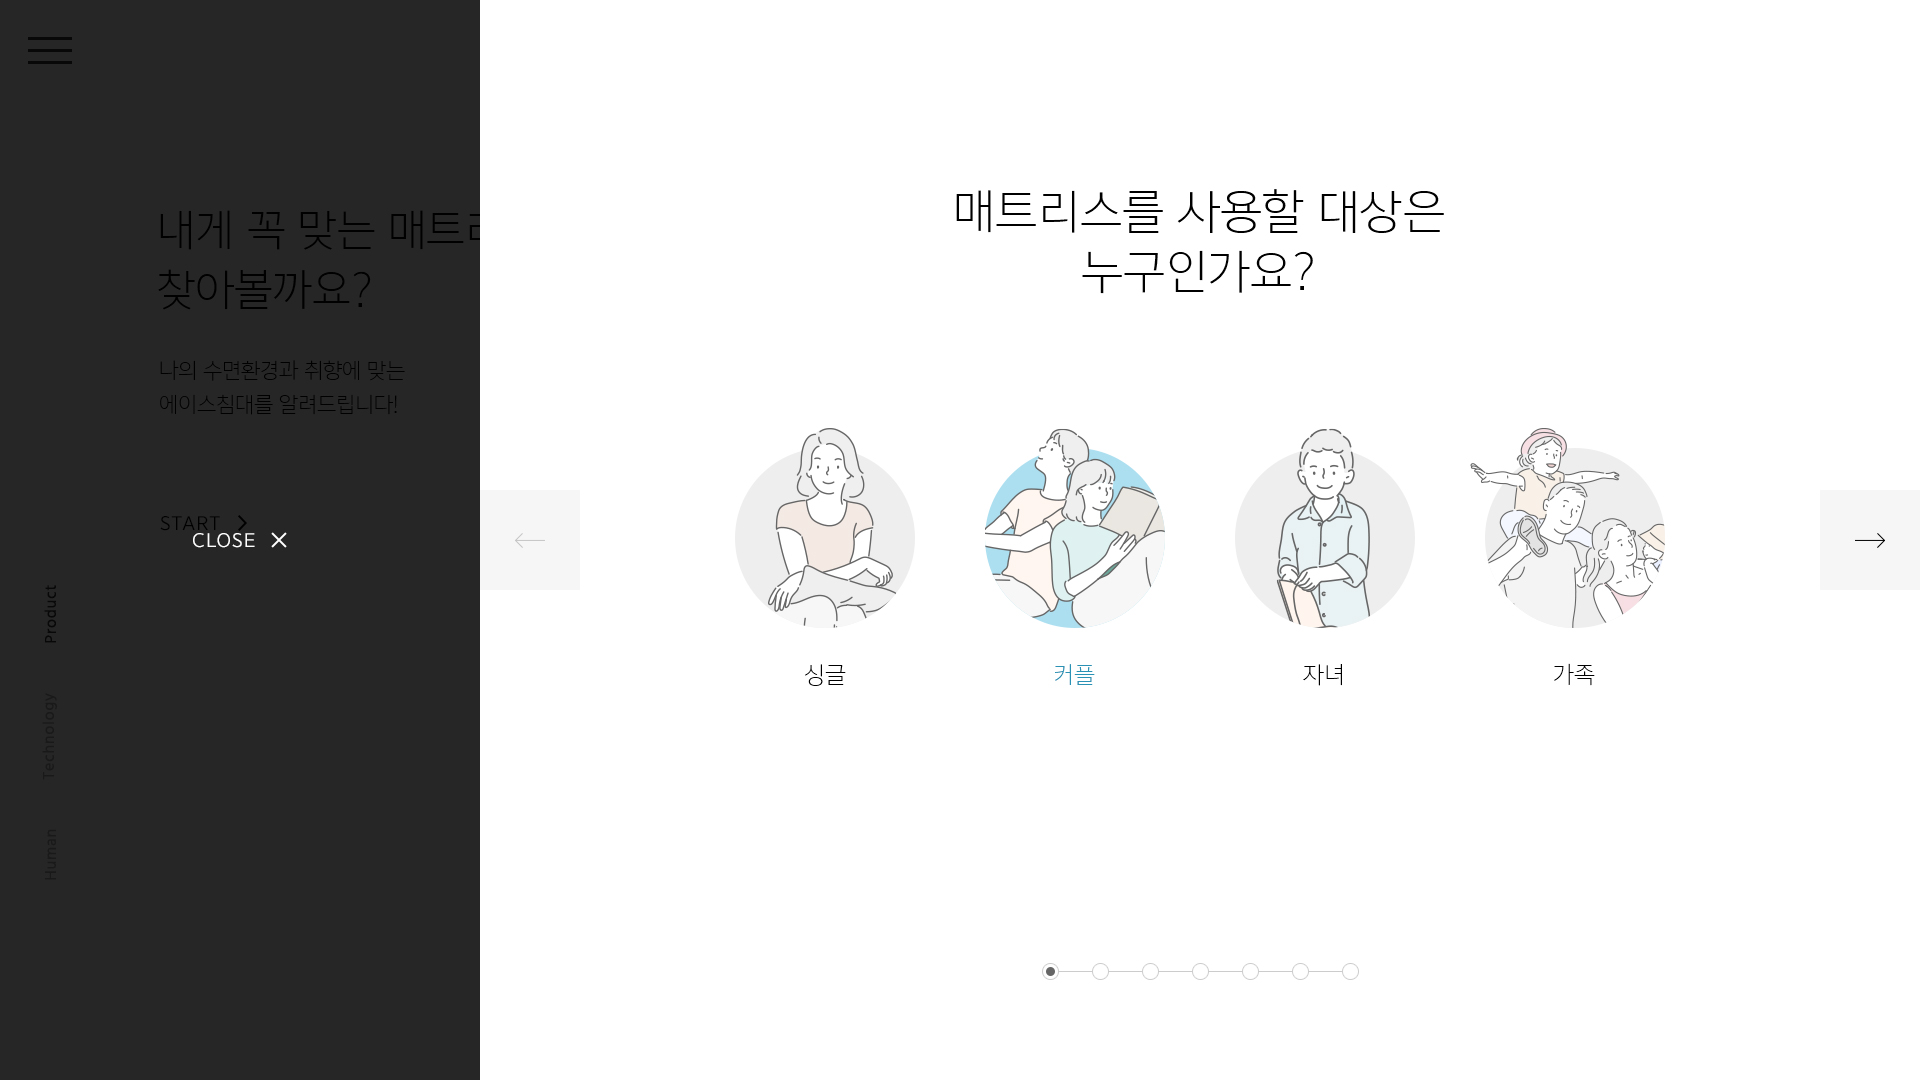 내게 꼭 맞는 매트
찾아볼까요?
나의 수면환경과 취향에 맞는
에이스침대를 알려드립니다!
START
CLOSE
Product
Technology
Human
매트리스를 사용할 대상은
누구인가요?
싱글
커플
자녀
가족